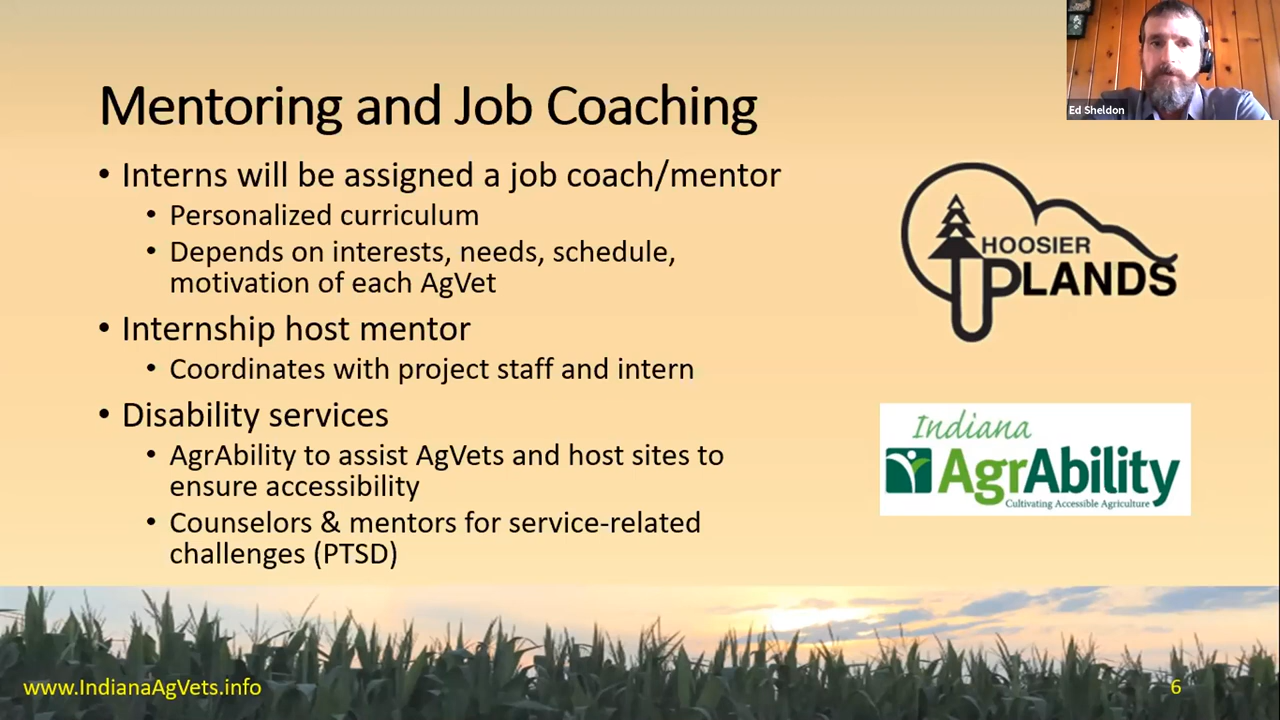 Ed Sheldon
Mentoring and Job Coaching
• Interns will be assigned a job coach/mentor
• Personalized curriculum
• Depends on interests, needs, schedule,
motivation of each AgVet
• Internship host mentor
• Coordinates with project staff and intern
• Disability services
• AgrAbility to assist AgVets and host sites to
ensure accessibility
• Counselors & mentors for service-related
challenges (PTSD)
HOOSIER
UPLANDS
Indiana
AgrAbility
Cultivating Accessible Agriculture
www.IndianaAgVets.info
6